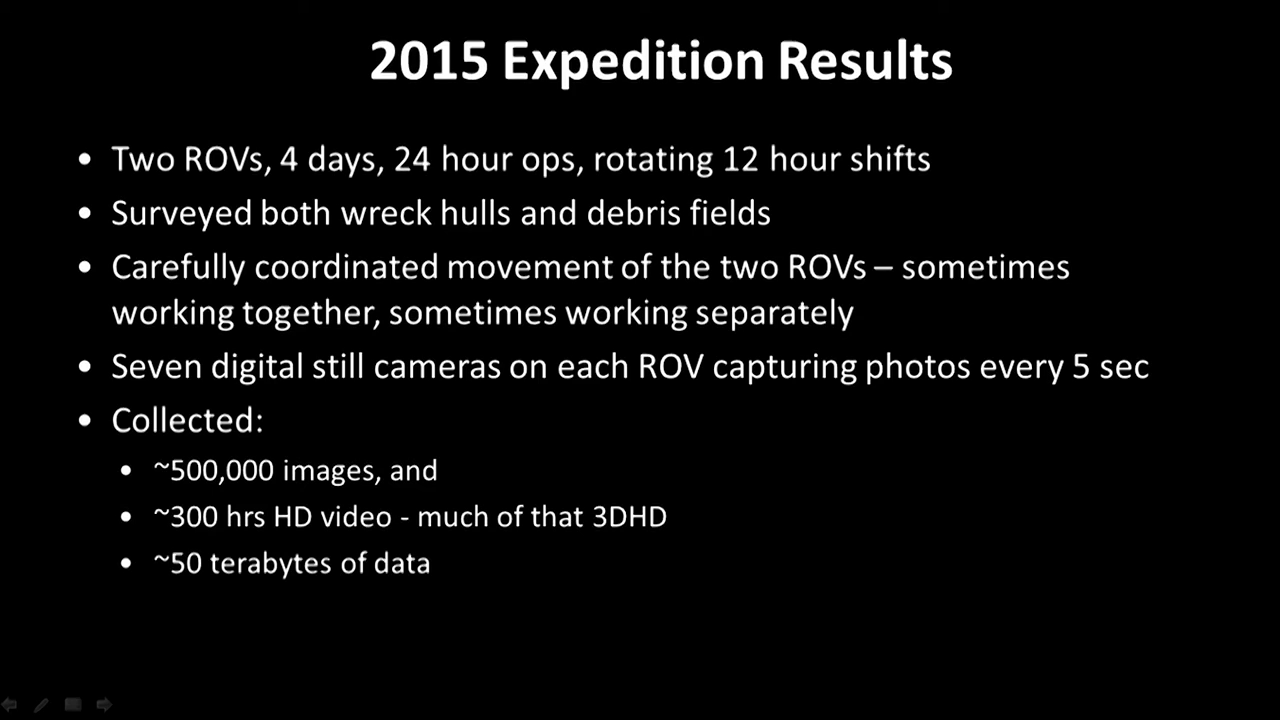 2015 Expedition Results
• Two ROVs, 4 days, 24 hour ops, rotating 12 hour shifts
• Surveyed both wreck hulls and debris fields
• Carefully coordinated movement of the two ROVs – sometimes
working together, sometimes working separately
• Seven digital still cameras on each ROV capturing photos every 5 sec
• Collected:
• ~500,000 images, and
• ~300 hrs HD video - much of that 3DHD
• ~50 terabytes of data